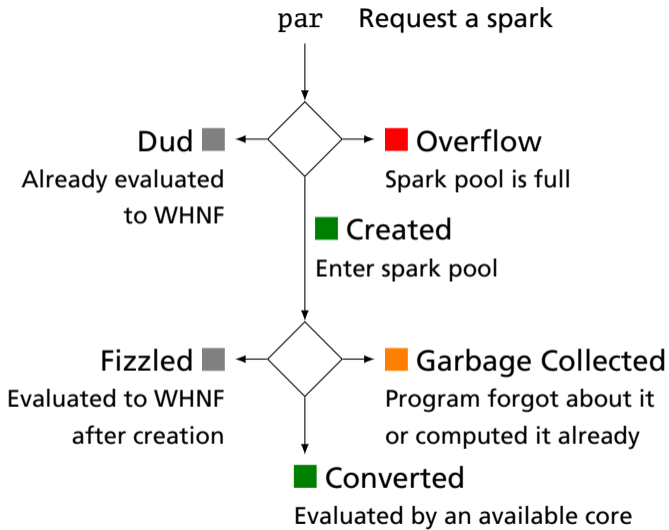 par Request a spark
Dud
Already evaluated
to WHNF
Overflow
Spark pool is full
Created
Enter spark pool
Fizzled
Evaluated to WHNF
after creation
Garbage Collected
Program forgot about it
or computed it already
Converted
Evaluated by an available core